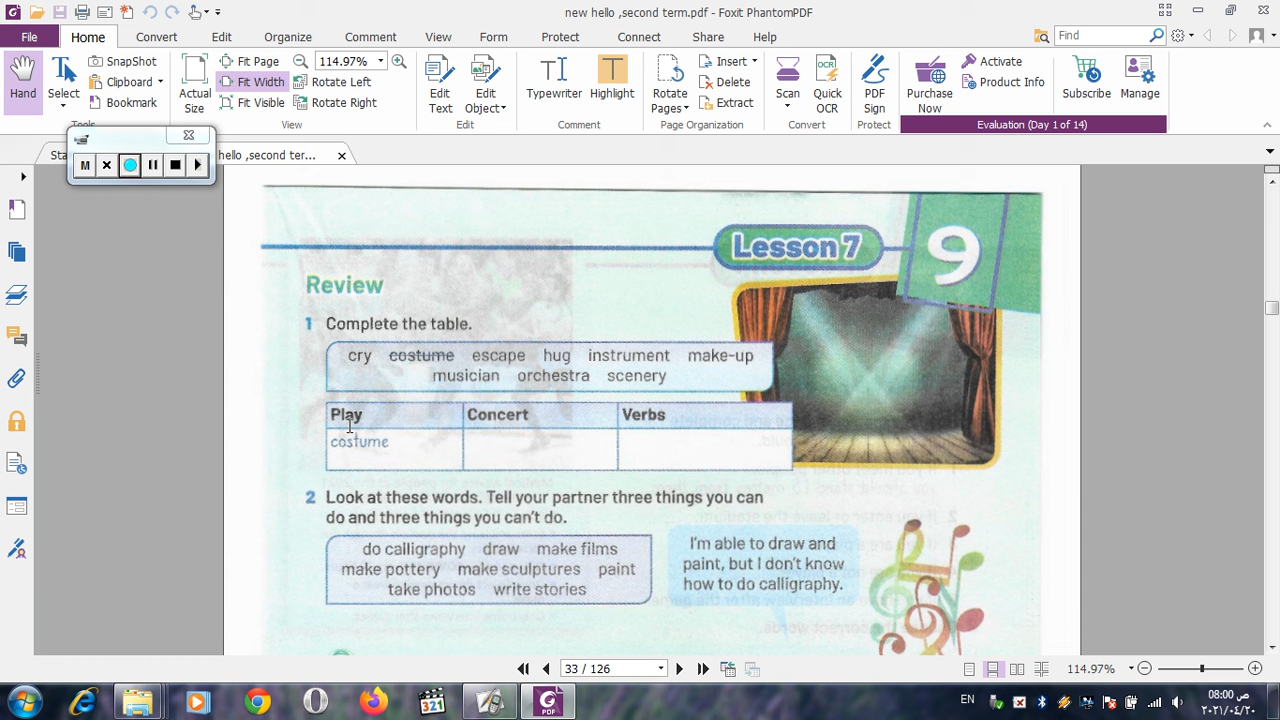 new hello ,second term.pdf - Foxit PhantomPDF
File Home Convert Edit Organize Comment View Form Protect Connect Share Help Find
Hand
Select
SnapShot
Clipboard
Bookmark
Tools
Actual Size
Fit Page
Fit Width
Fit Visible
114.97%
Rotate Left
Rotate Right
View
Edit Text
Edit Object
Edit
Typewriter
Highlight
Comment
Rotate Pages
Insert
Delete
Extract
Page Organization
Scan
Quick OCR
Convert
PDF Sign
Protect
Purchase Now
Activate
Product Info
Subscribe
Manage
Evaluation (Day 1 of 14)
M
Sta
hello ,second ter...
Lesson 7
9
Review
1 Complete the table.
cry costume escape hug instrument make-up
musician orchestra scenery
Play Concert Verbs
costume
2 Look at these words. Tell your partner three things you can
do and three things you can't do.
do calligraphy draw make films
make pottery make sculptures paint
take photos write stories
I'm able to draw and
paint, but I don't know
how to do calligraphy.
33 / 126
114.97%
321
PDF
EN
08:00 ص
٢٠٢١/٠٤/٢٠